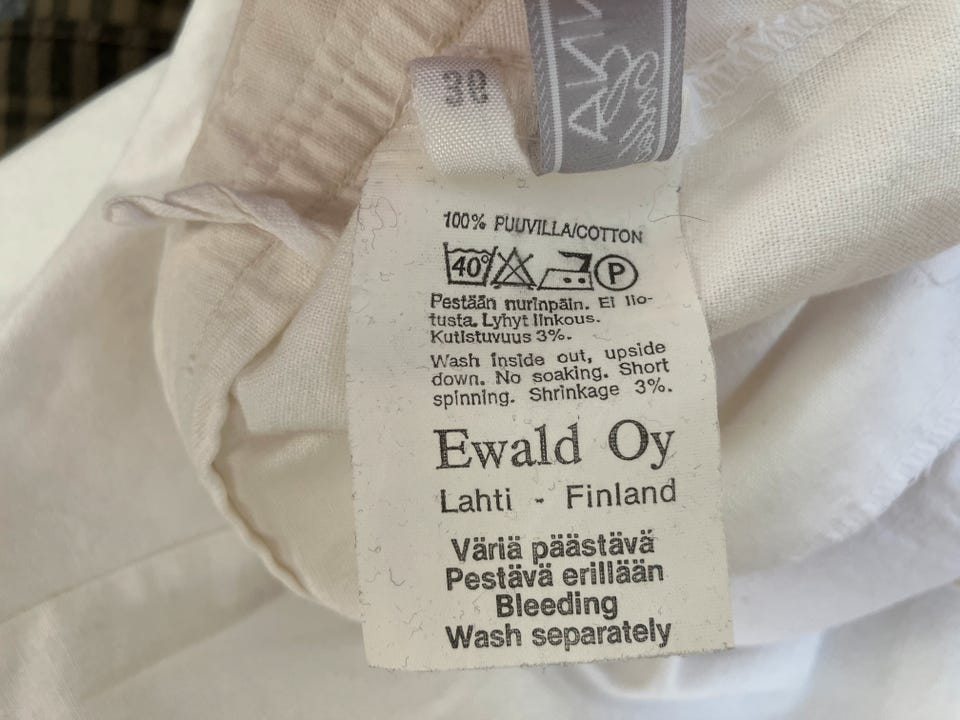 100% PUUVILLA/COTTON
40° P
Pestään nurinpäin. Ei lio-
tusta. Lyhyt linkous.
Kutistuvuus 3%.
Wash inside out, upside
down. No soaking. Short
spinning. Shrinkage 3%.
Ewald Oy
Lahti - Finland
Väriä päästävä
Pestävä erillään
Bleeding
Wash separately